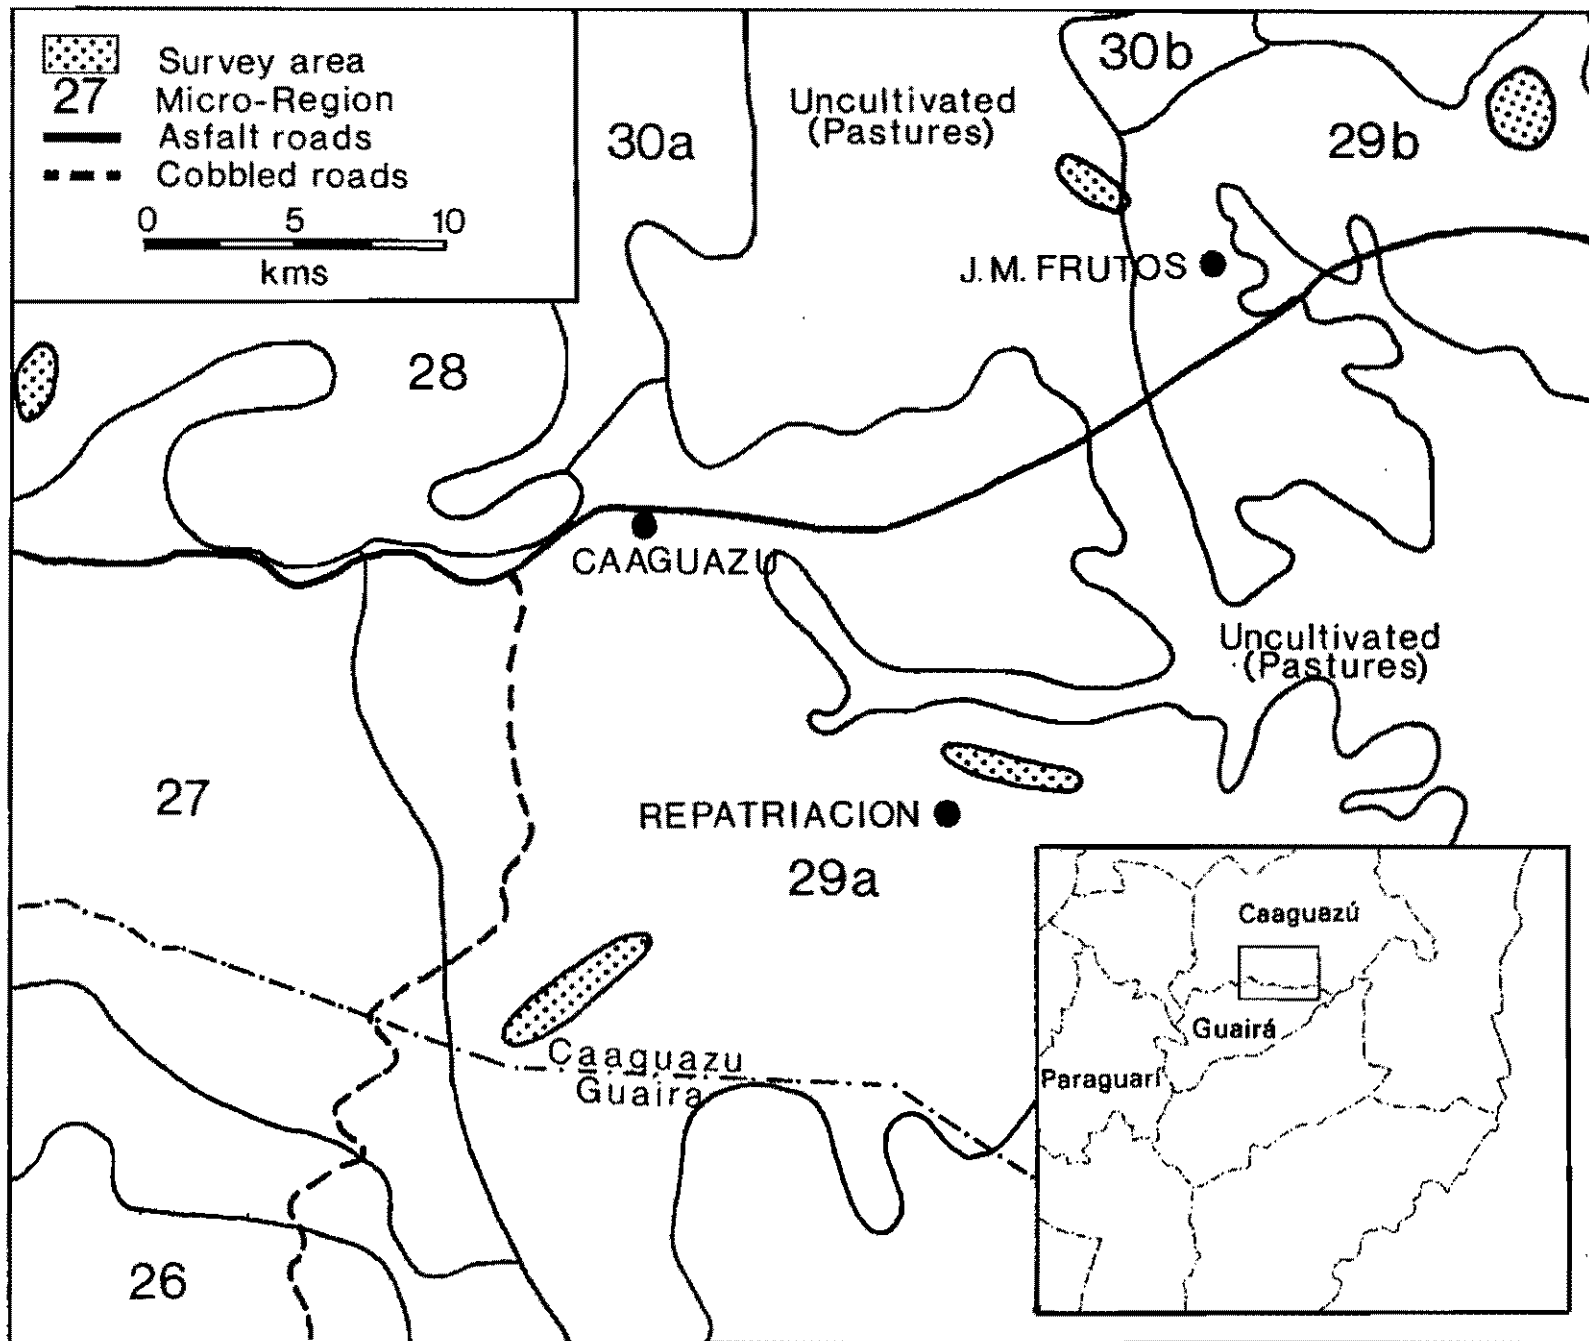 Survey area
27 Micro-Region
Asfalt roads
Cobbled roads
0 5 10
kms
30a
Uncultivated
(Pastures)
30b
29b
J.M. FRUTOS
28
CAAGUAZU
Uncultivated
(Pastures)
27
REPATRIACION
29a
Caaguazu
Guaira
26
Caaguazú
Guairá
Paraguarí